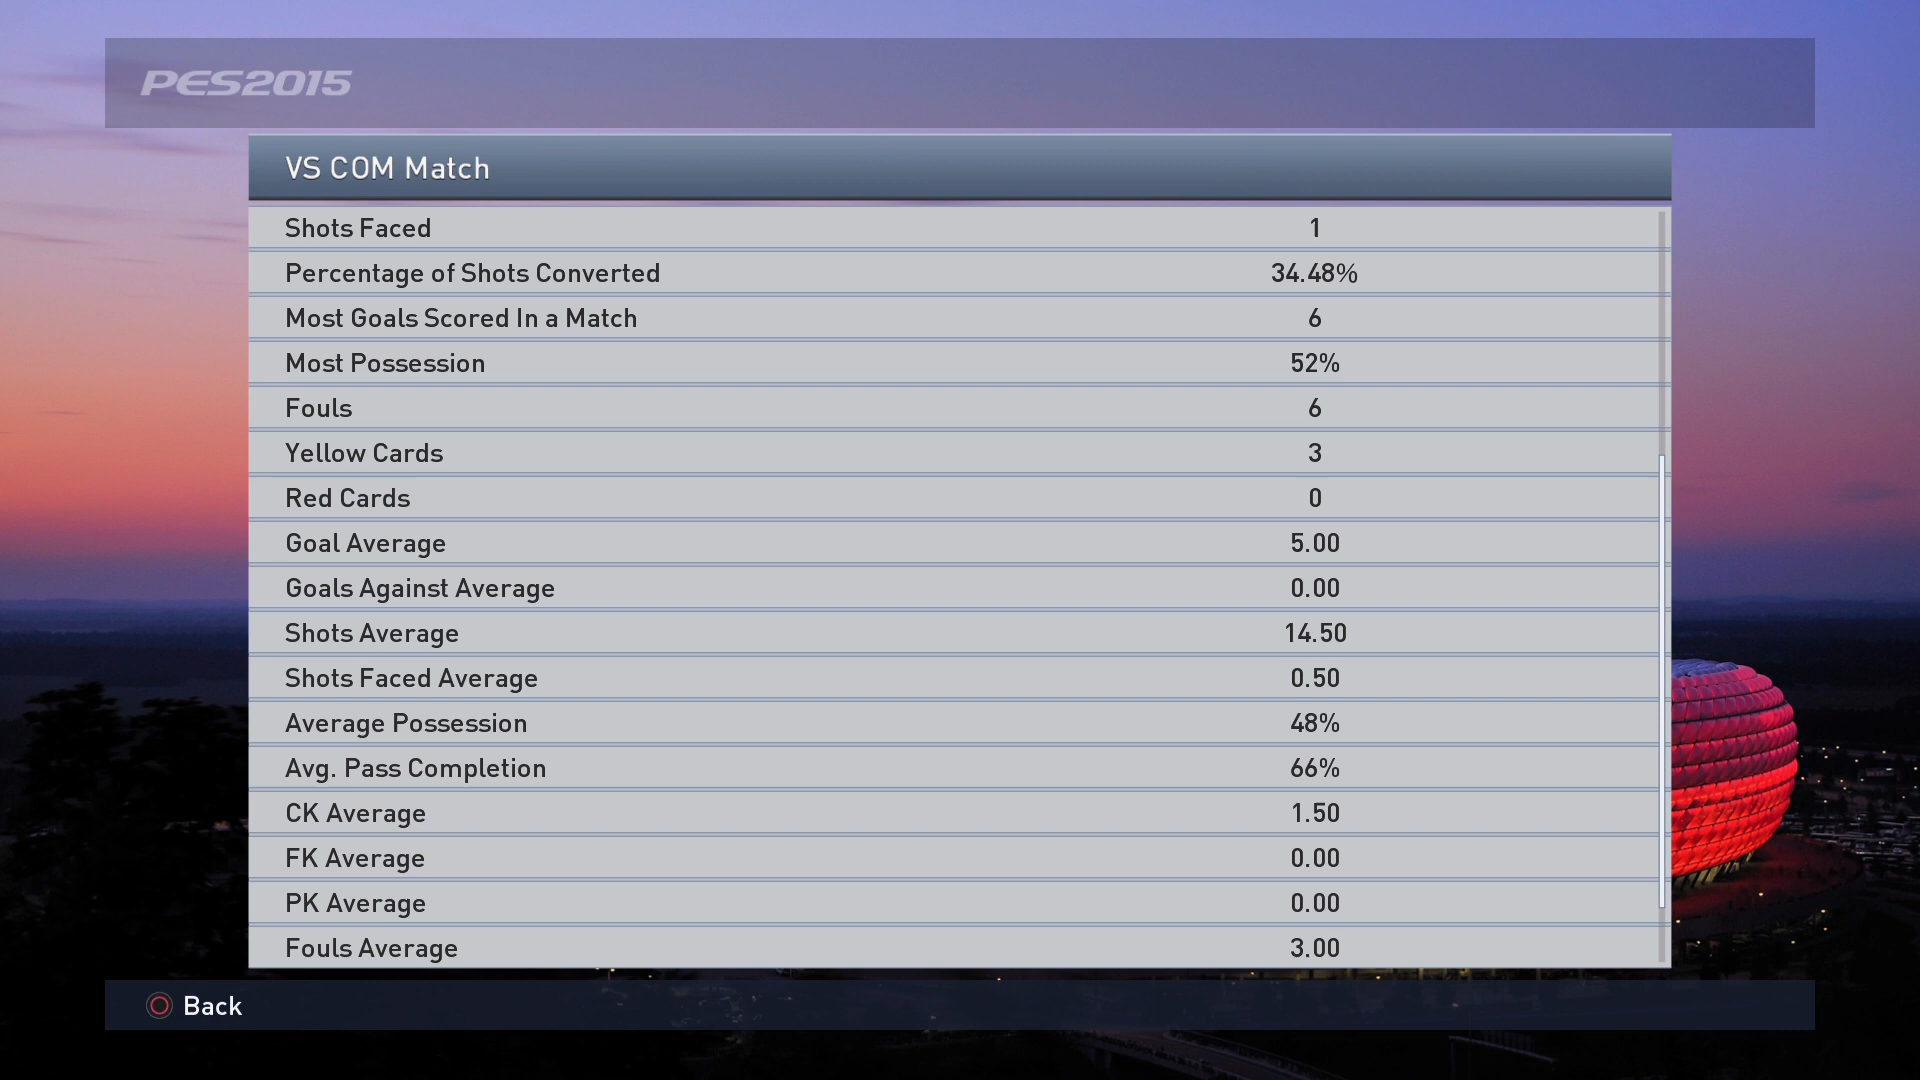 PES2015
VS COM Match
Shots Faced 1
Percentage of Shots Converted 34.48%
Most Goals Scored In a Match 6
Most Possession 52%
Fouls 6
Yellow Cards 3
Red Cards 0
Goal Average 5.00
Goals Against Average 0.00
Shots Average 14.50
Shots Faced Average 0.50
Average Possession 48%
Avg. Pass Completion 66%
CK Average 1.50
FK Average 0.00
PK Average 0.00
Fouls Average 3.00
Back